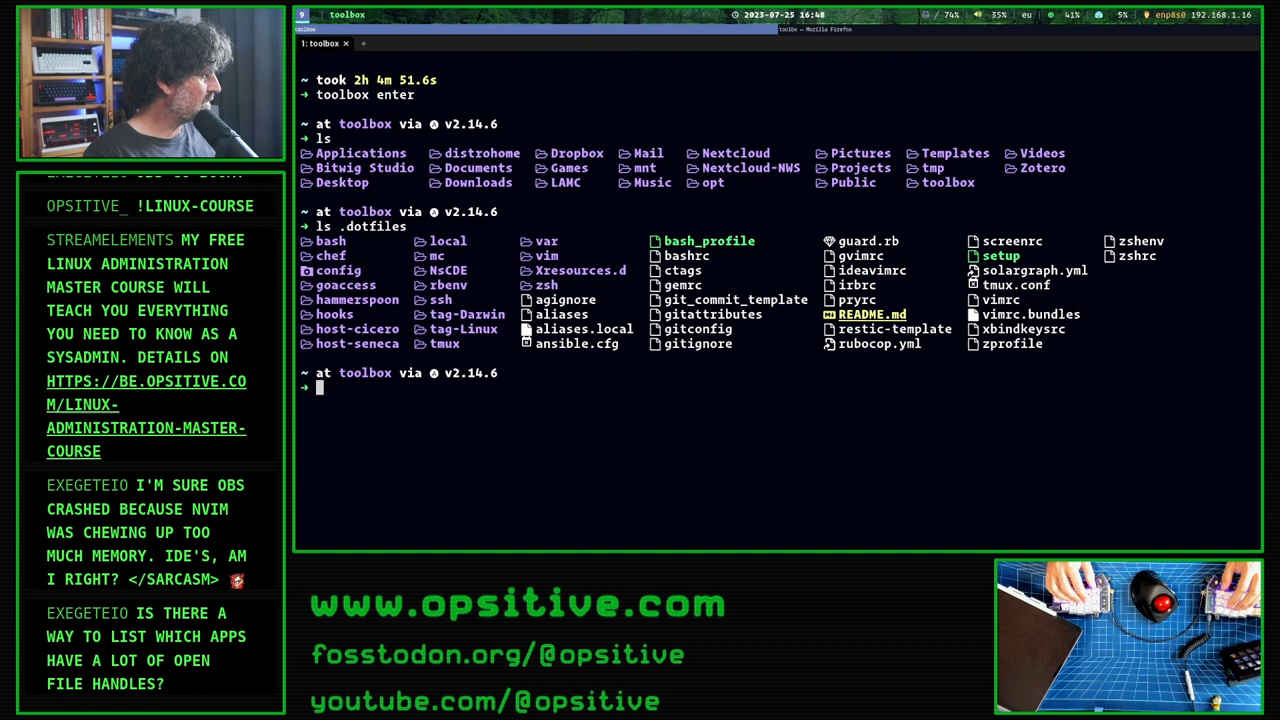 OPSITIVE_ !LINUX-COURSE
STREAMELEMENTS MY FREE
LINUX ADMINISTRATION
MASTER COURSE WILL
TEACH YOU EVERYTHING
YOU NEED TO KNOW AS A
SYSADMIN. DETAILS ON
HTTPS://BE.OPSITIVE.CO
M/LINUX-
ADMINISTRATION-MASTER-
COURSE
EXEGETEIO I'M SURE OBS
CRASHED BECAUSE NVIM
WAS CHEWING UP TOO
MUCH MEMORY. IDE'S, AM
I RIGHT? </SARCASM>
EXEGETEIO IS THERE A
WAY TO LIST WHICH APPS
HAVE A LOT OF OPEN
FILE HANDLES?
9 toolbox 2023-07-25 16:48 / 74% 35% eu 41% 5% enp8s0 192.168.1.16
toolbox toolbx — Mozilla Firefox
1: toolbox × +
~ took 2h 4m 51.6s
→ toolbox enter
~ at toolbox via Ⓐ v2.14.6
→ ls
Applications distrohome Dropbox Mail Nextcloud Pictures Templates Videos
Bitwig Studio Documents Games mnt Nextcloud-NWS Projects tmp Zotero
Desktop Downloads LAMC Music opt Public toolbox
~ at toolbox via Ⓐ v2.14.6
→ ls .dotfiles
bash local var bash_profile guard.rb screenrc zshenv
chef mc vim bashrc gvimrc setup zshrc
config NsCDE Xresources.d ctags ideavimrc solargraph.yml
goaccess rbenv zsh gemrc irbrc tmux.conf
hammerspoon ssh agignore git_commit_template pryrc vimrc
hooks tag-Darwin aliases gitattributes README.md vimrc.bundles
host-cicero tag-Linux aliases.local gitconfig restic-template xbindkeysrc
host-seneca tmux ansible.cfg gitignore rubocop.yml zprofile
~ at toolbox via Ⓐ v2.14.6
→
www.opsitive.com
fosstodon.org/@opsitive
youtube.com/@opsitive